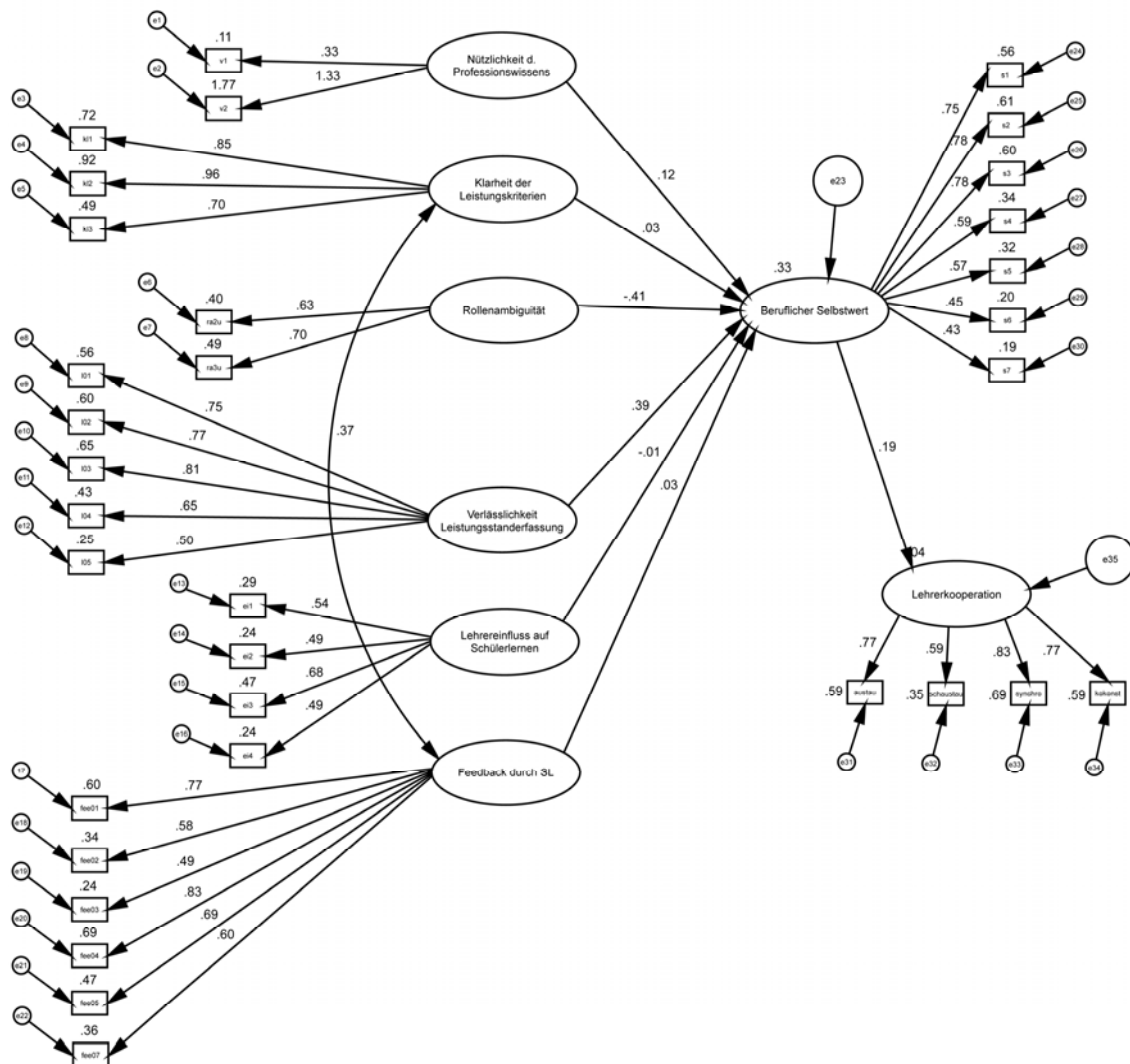 e1
.11
v1
.33
e2
1.77
v2
1.33
Nützlichkeit d.
Professionswissens
e3
.72
kl1
.85
e4
.92
kl2
.96
e5
.49
kl3
.70
Klarheit der
Leistungskriterien
e6
.40
ra2u
.63
e7
.49
ra3u
.70
Rollenambiguität
e8
.56
l01
.75
e9
.60
l02
.77
e10
.65
l03
.81
e11
.43
l04
.65
e12
.25
l05
.50
Verlässlichkeit
Leistungsstanderfassung
e13
.29
ei1
.54
e14
.24
ei2
.49
e15
.47
ei3
.68
e16
.24
ei4
.49
Lehrereinfluss auf
Schülerlernen
17
.60
fee01
.77
e18
.34
fee02
.58
e19
.24
fee03
.49
e20
.69
fee04
.83
e21
.47
fee05
.69
e22
.36
fee07
.60
Feedback durch SL
.37
.12
.03
-.41
.39
-.01
.03
e23
.33
Beruflicher Selbstwert
.75
.56
s1
e24
.78
.61
s2
e25
.78
.60
s3
e26
.59
.34
s4
e27
.57
.32
s5
e28
.45
.20
s6
e29
.43
.19
s7
e30
.19
.04
e35
Lehrerkooperation
.77
.59
.83
.77
.59
austau
.35
.69
synchro
.59
kokonst
e31
e32
e33
e34